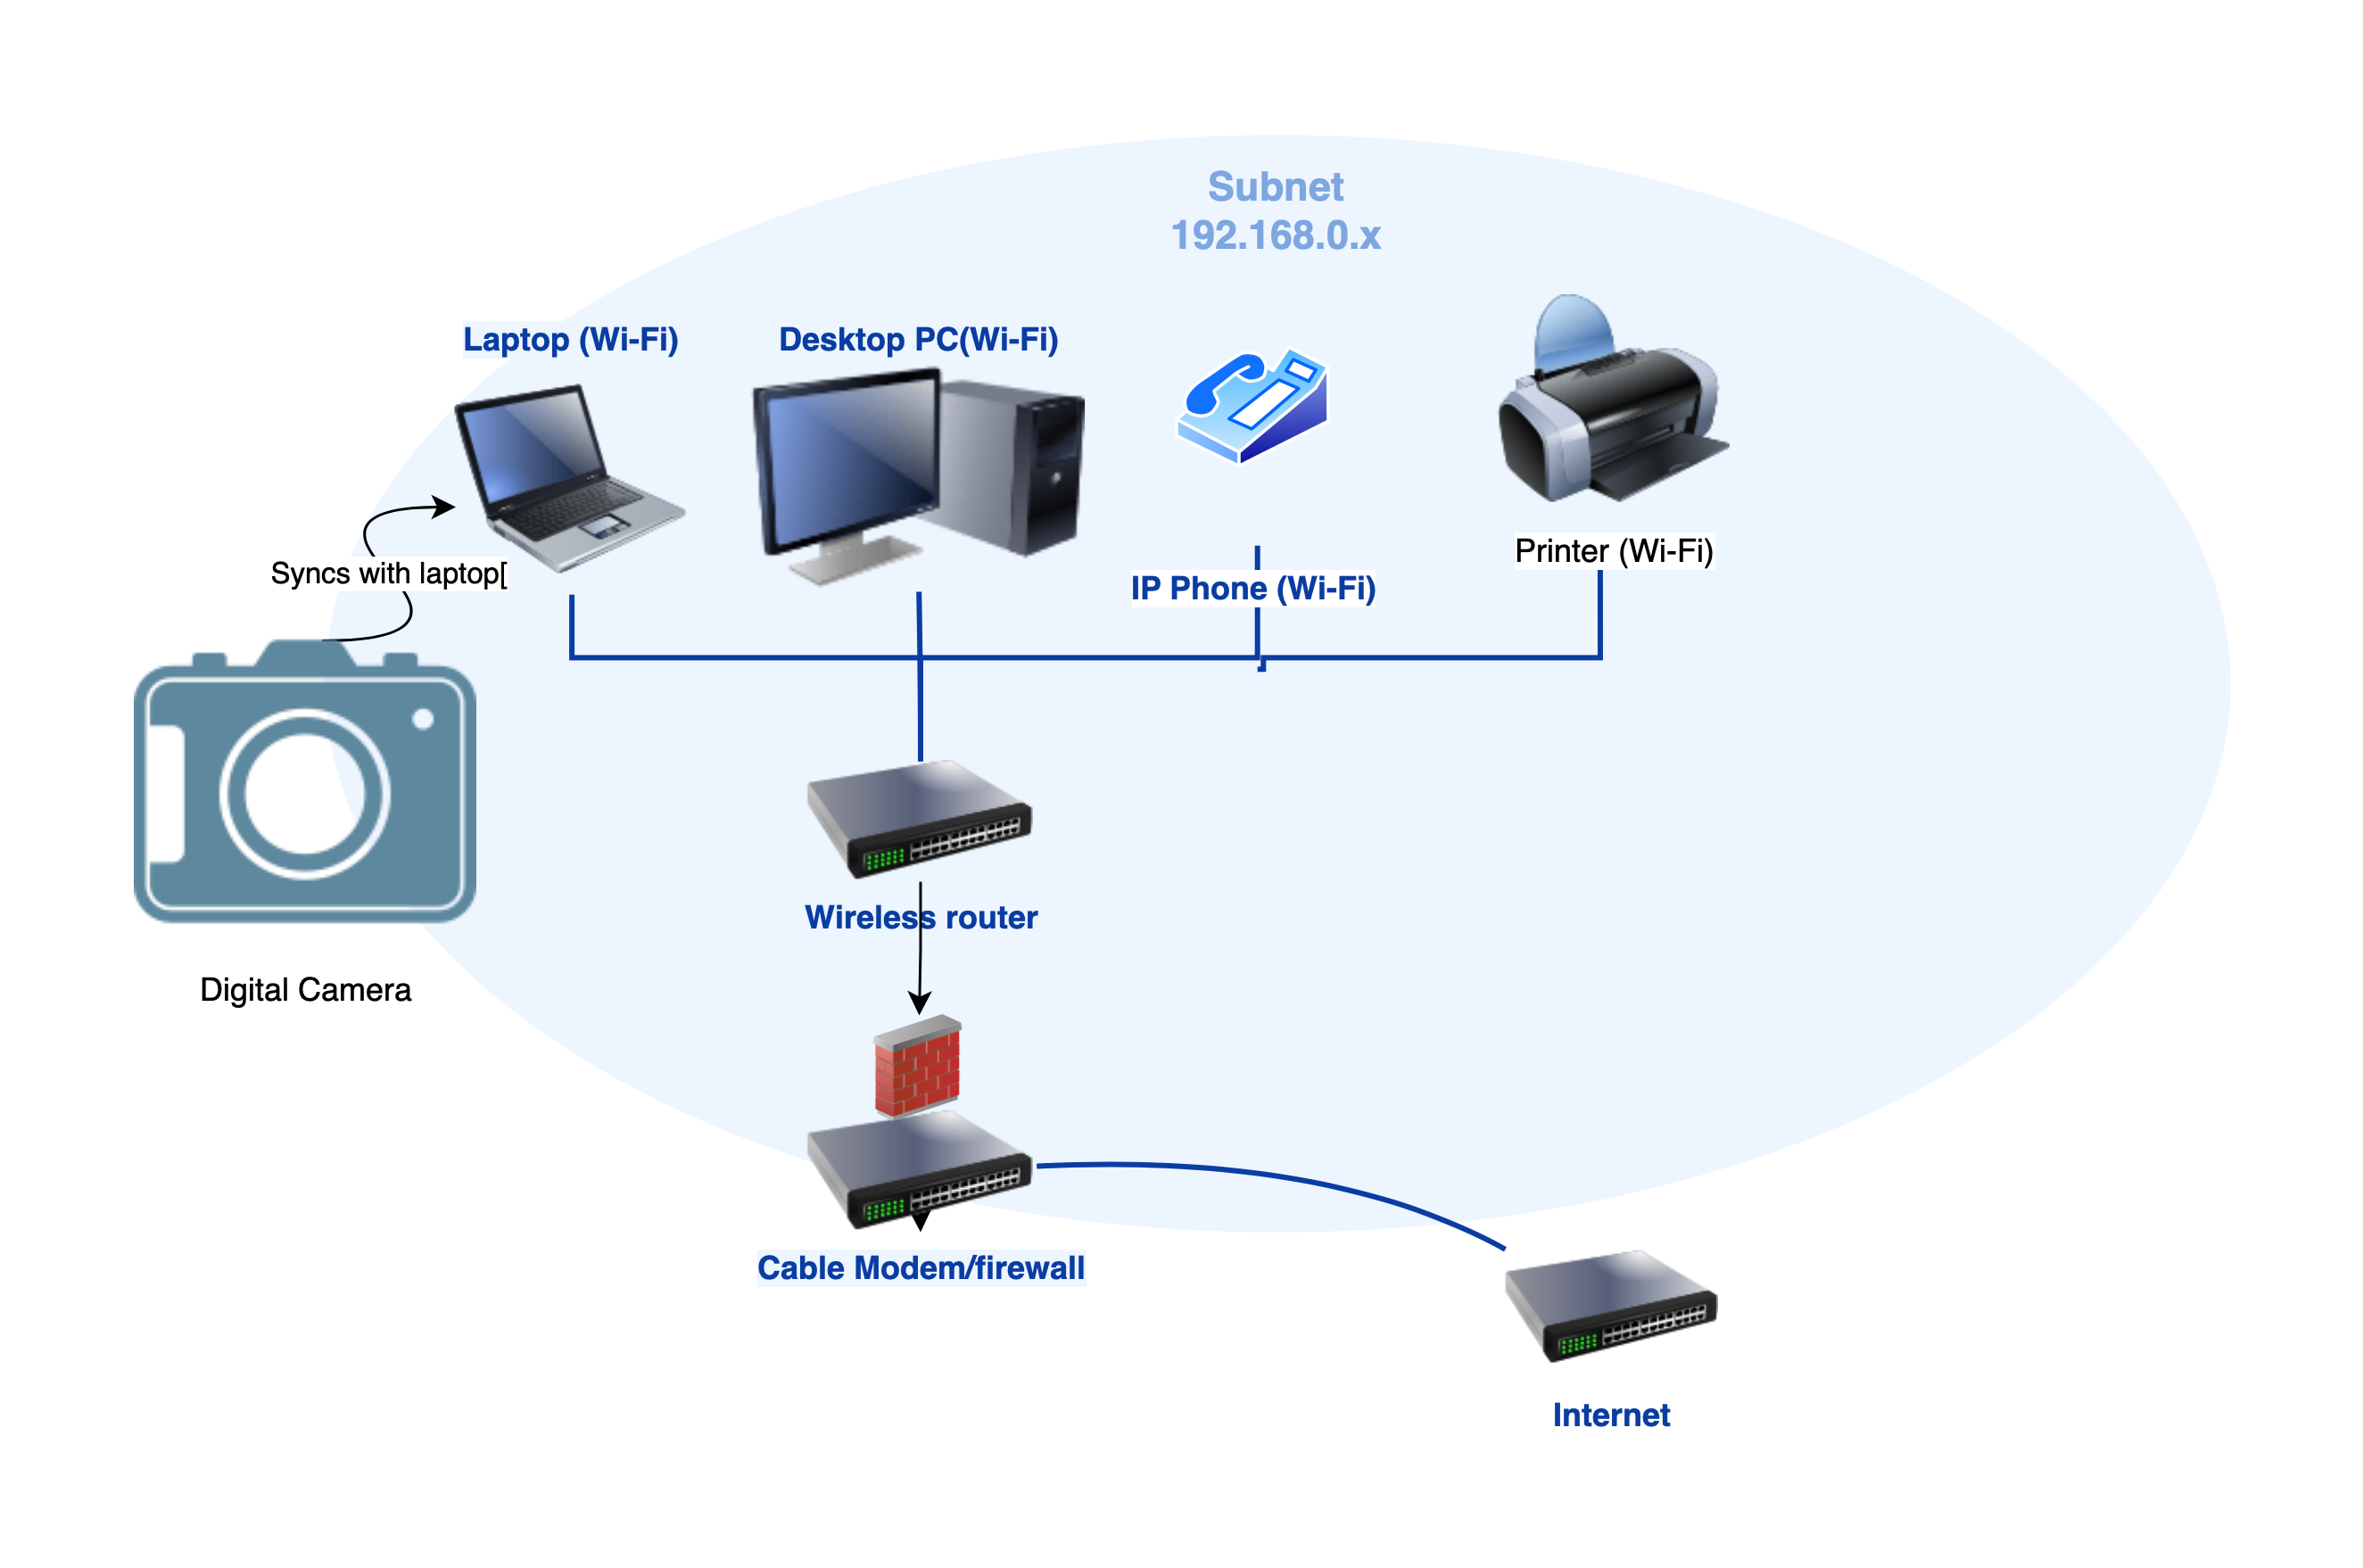 Subnet
192.168.0.x
Laptop (Wi-Fi)
Desktop PC(Wi-Fi)
Printer (Wi-Fi)
Syncs with laptop[
IP Phone (Wi-Fi)
Wireless router
Digital Camera
Cable Modem/firewall
Internet